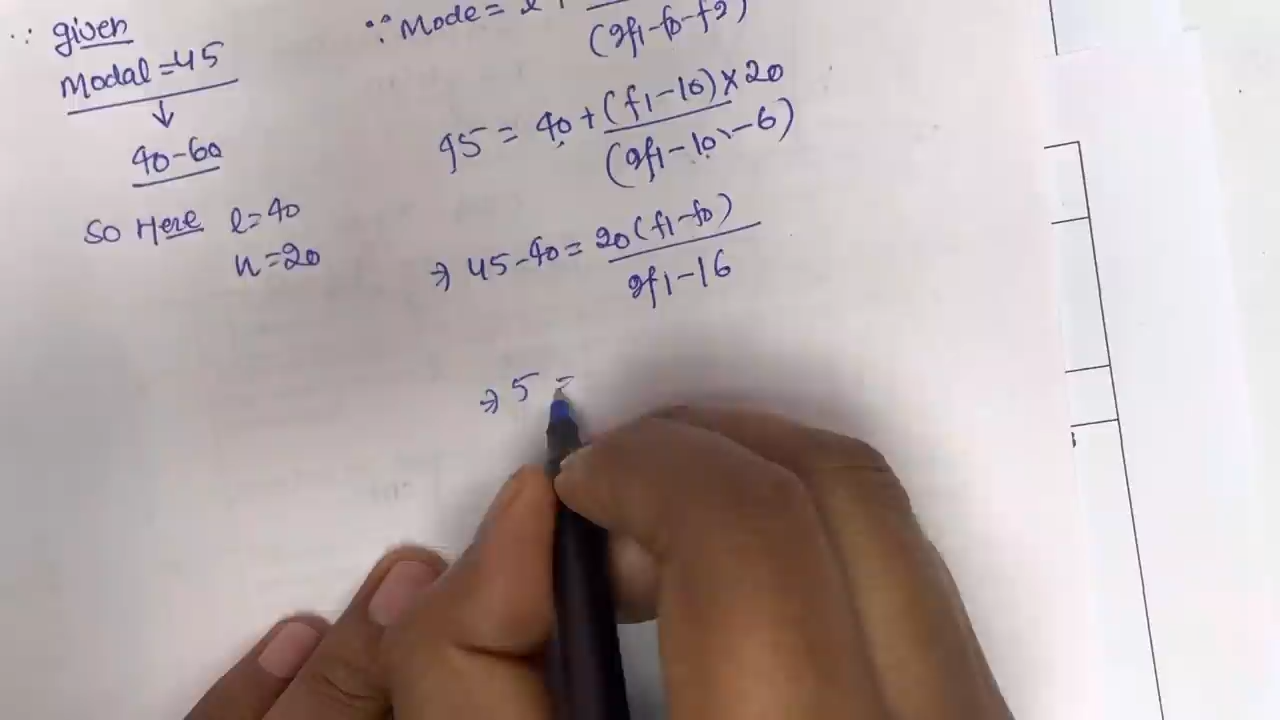 ∵ given
Modal = 45
↓
40-60
So Here l = 40
h = 20
∵ Mode =
(2f1-f0-f2)
45 = 40 + (f1-10) × 20
(2f1-10-6)
⇒ 45-40 = 20 (f1-f0)
2f1-16
⇒ 5 =